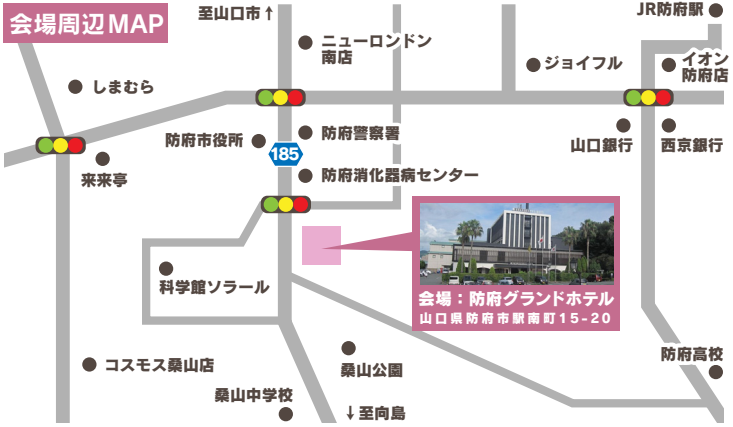 会場周辺MAP
至山口市↑
JR防府駅
ニューロンドン
南店
ジョイフル
イオン
防府店
しまむら
防府市役所
防府警察署
185
山口銀行
西京銀行
来来亭
防府消化器病センター
科学館ソラール
会場：防府グランドホテル
山口県防府市駅南町15-20
コスモス桑山店
桑山公園
防府高校
桑山中学校
↓至向島